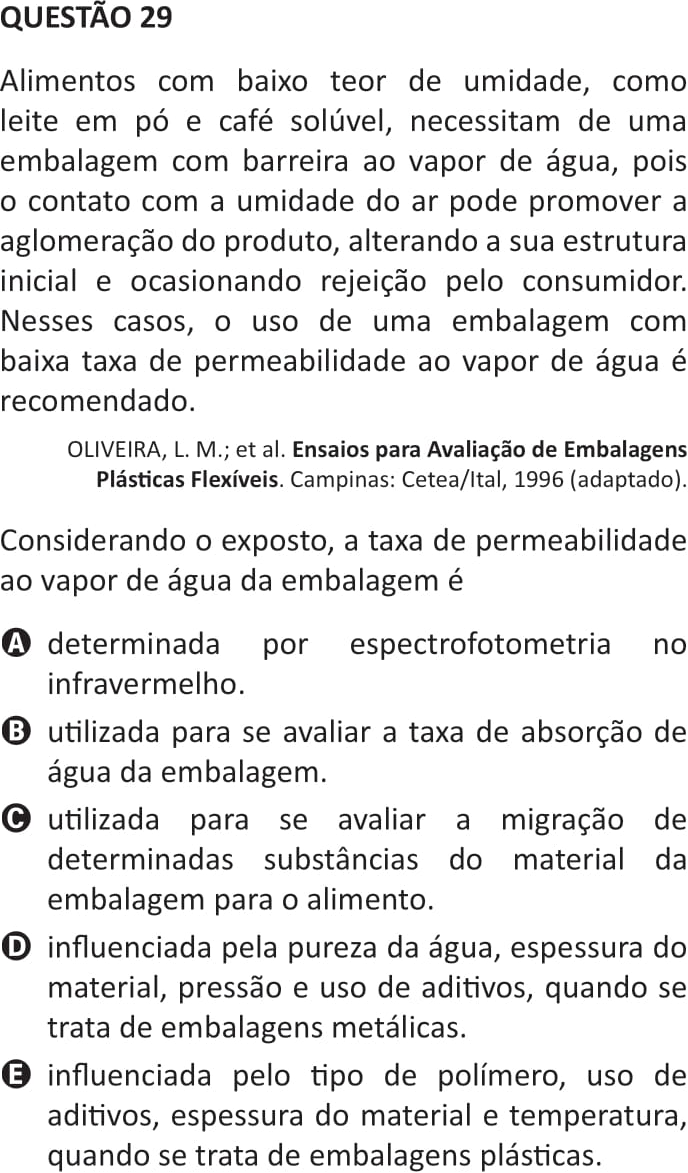 QUESTÃO 29
Alimentos com baixo teor de umidade, como
leite em pó e café solúvel, necessitam de uma
embalagem com barreira ao vapor de água, pois
o contato com a umidade do ar pode promover a
aglomeração do produto, alterando a sua estrutura
inicial e ocasionando rejeição pelo consumidor.
Nesses casos, o uso de uma embalagem com
baixa taxa de permeabilidade ao vapor de água é
recomendado.
OLIVEIRA, L. M.; et al. Ensaios para Avaliação de Embalagens
Plásticas Flexíveis. Campinas: Cetea/Ital, 1996 (adaptado).
Considerando o exposto, a taxa de permeabilidade
ao vapor de água da embalagem é
A determinada por espectrofotometria no
infravermelho.
B utilizada para se avaliar a taxa de absorção de
água da embalagem.
C utilizada para se avaliar a migração de
determinadas substâncias do material da
embalagem para o alimento.
D influenciada pela pureza da água, espessura do
material, pressão e uso de aditivos, quando se
trata de embalagens metálicas.
E influenciada pelo tipo de polímero, uso de
aditivos, espessura do material e temperatura,
quando se trata de embalagens plásticas.